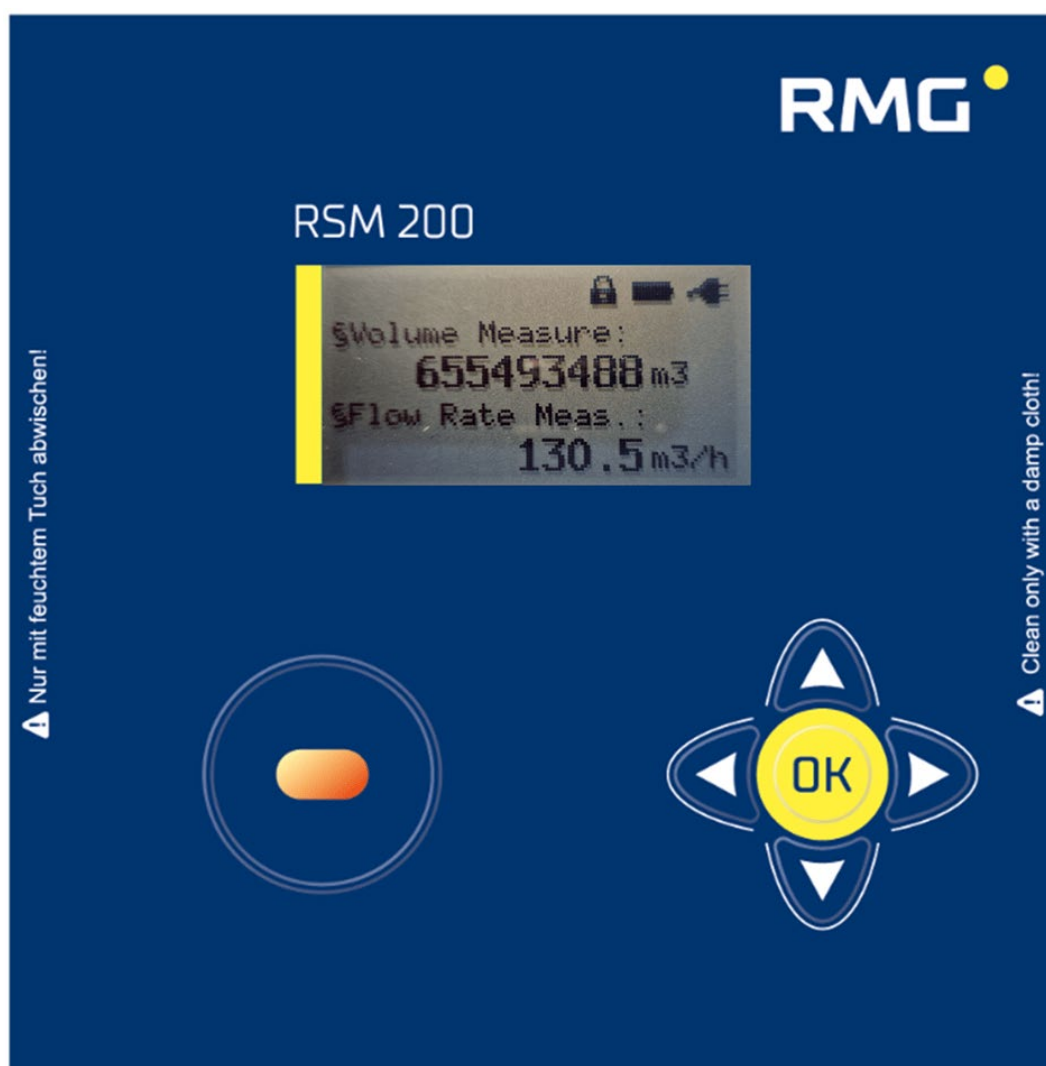 RMG
RSM 200
§Volume Measure:
655493488 m3
§Flow Rate Meas.:
130.5 m3/h
Nur mit feuchtem Tuch abwischen!
Clean only with a damp cloth!
OK